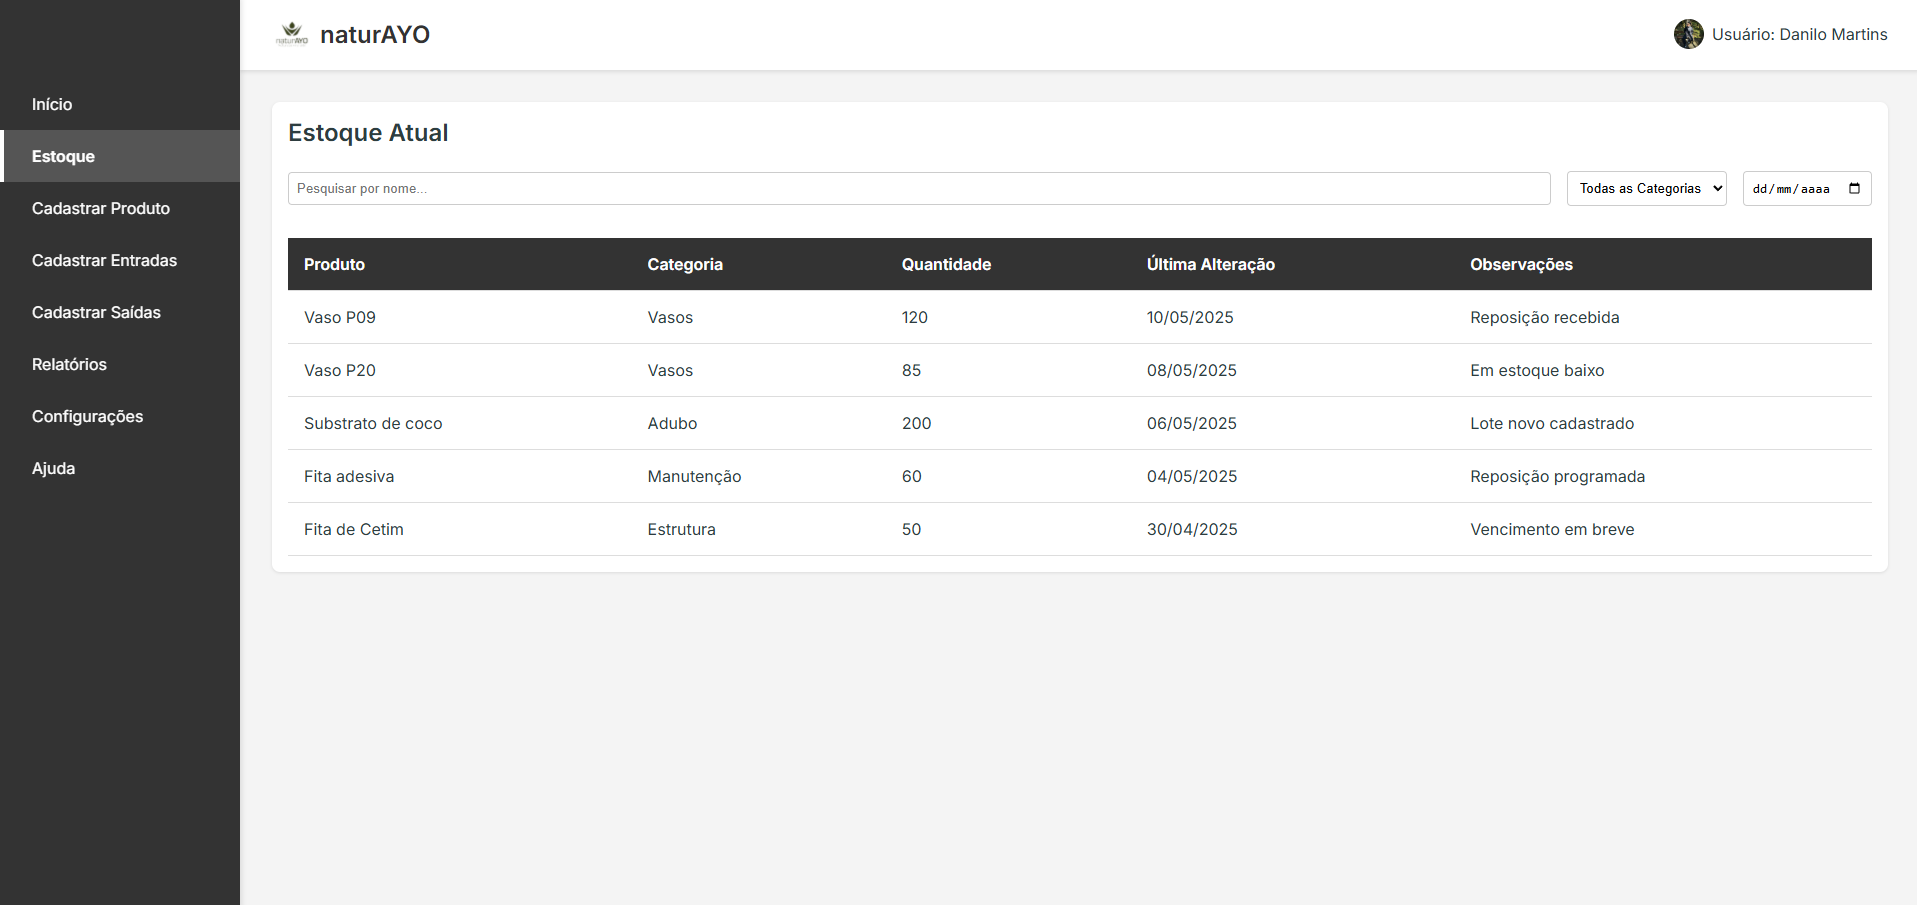 naturAYO
naturAYO
Usuário: Danilo Martins
Início
Estoque
Cadastrar Produto
Cadastrar Entradas
Cadastrar Saídas
Relatórios
Configurações
Ajuda
Estoque Atual
Pesquisar por nome...
Todas as Categorias
dd/mm/aaaa
Produto Categoria Quantidade Última Alteração Observações
Vaso P09 Vasos 120 10/05/2025 Reposição recebida
Vaso P20 Vasos 85 08/05/2025 Em estoque baixo
Substrato de coco Adubo 200 06/05/2025 Lote novo cadastrado
Fita adesiva Manutenção 60 04/05/2025 Reposição programada
Fita de Cetim Estrutura 50 30/04/2025 Vencimento em breve